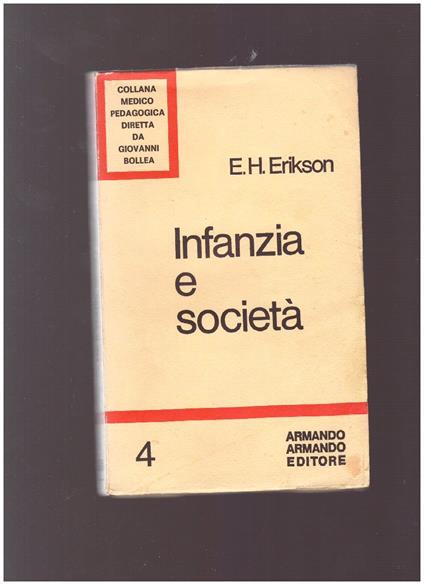 COLLANA
MEDICO
PEDAGOGICA
DIRETTA
DA
GIOVANNI
BOLLEA
E.H. Erikson
Infanzia
e
società
4
ARMANDO
ARMANDO
EDITORE